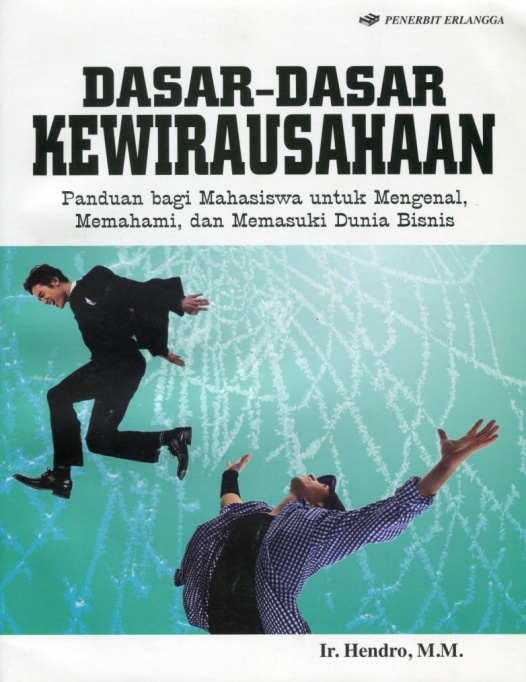 PENERBIT ERLANGGA
DASAR-DASAR
KEWIRAUSAHAAN
Panduan bagi Mahasiswa untuk Mengenal,
Memahami, dan Memasuki Dunia Bisnis
Ir. Hendro, M.M.